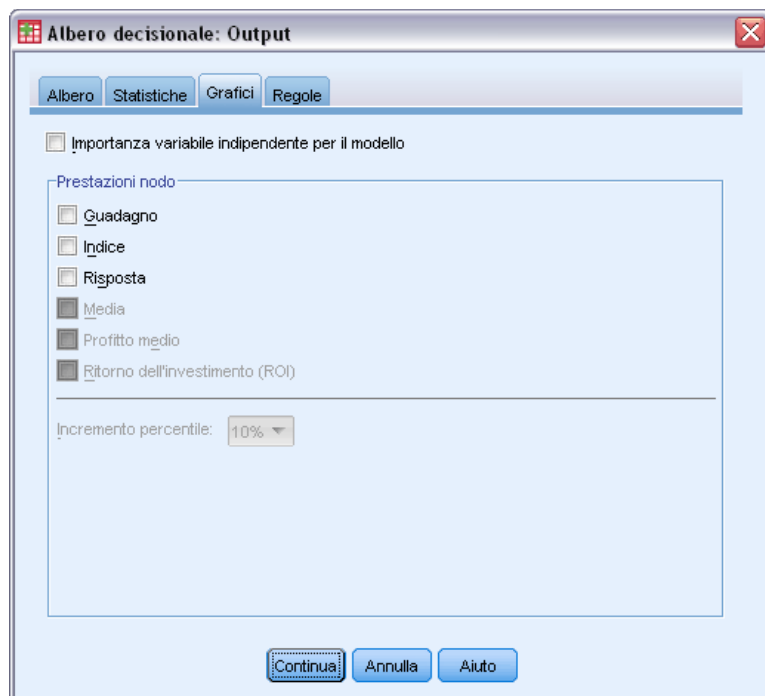 Albero decisionale: Output
Albero Statistiche Grafici Regole
Importanza variabile indipendente per il modello
Prestazioni nodo
Guadagno
Indice
Risposta
Media
Profitto medio
Ritorno dell'investimento (ROI)
Incremento percentile: 10%
Continua Annulla Aiuto